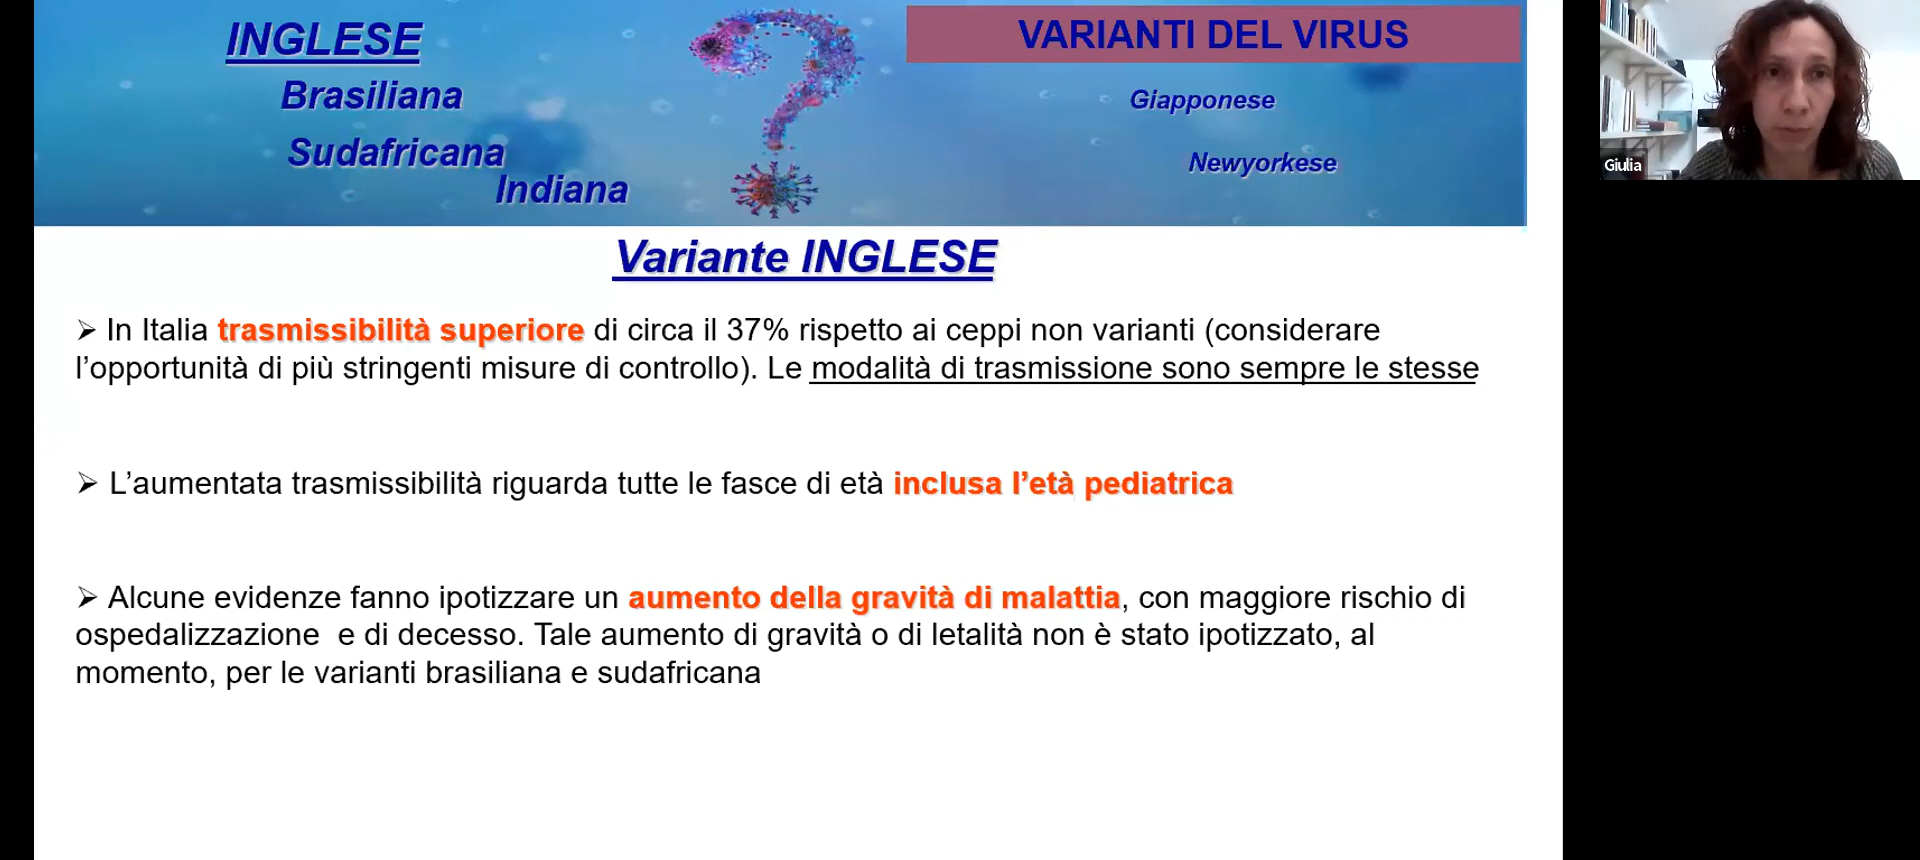 INGLESE
Brasiliana
Sudafricana
Indiana
VARIANTI DEL VIRUS
Giapponese
Newyorkese
Giulia
Variante INGLESE
➢ In Italia trasmissibilità superiore di circa il 37% rispetto ai ceppi non varianti (considerare
l’opportunità di più stringenti misure di controllo). Le modalità di trasmissione sono sempre le stesse
➢ L’aumentata trasmissibilità riguarda tutte le fasce di età inclusa l’età pediatrica
➢ Alcune evidenze fanno ipotizzare un aumento della gravità di malattia, con maggiore rischio di
ospedalizzazione  e di decesso. Tale aumento di gravità o di letalità non è stato ipotizzato, al
momento, per le varianti brasiliana e sudafricana